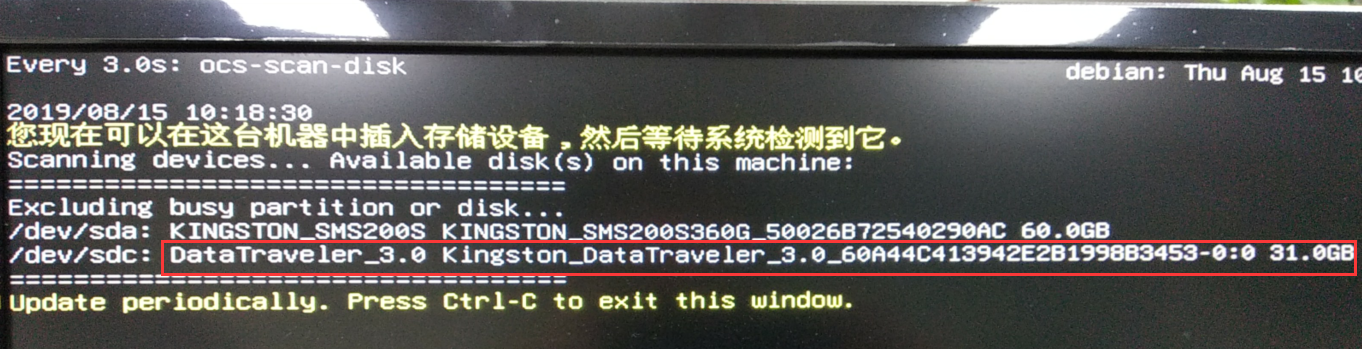 Every 3.0s: ocs-scan-disk
debian: Thu Aug 15 10
2019/08/15 10:18:30
您现在可以在这台机器中插入存储设备，然后等待系统检测到它。
Scanning devices... Available disk(s) on this machine:
===================================
Excluding busy partition or disk...
/dev/sda: KINGSTON_SMS200S KINGSTON_SMS200S360G_50026B72540290AC 60.0GB
/dev/sdc: DataTraveler_3.0 Kingston_DataTraveler_3.0_60A44C413942E2B1998B3453-0:0 31.0GB
===================================
Update periodically. Press Ctrl-C to exit this window.